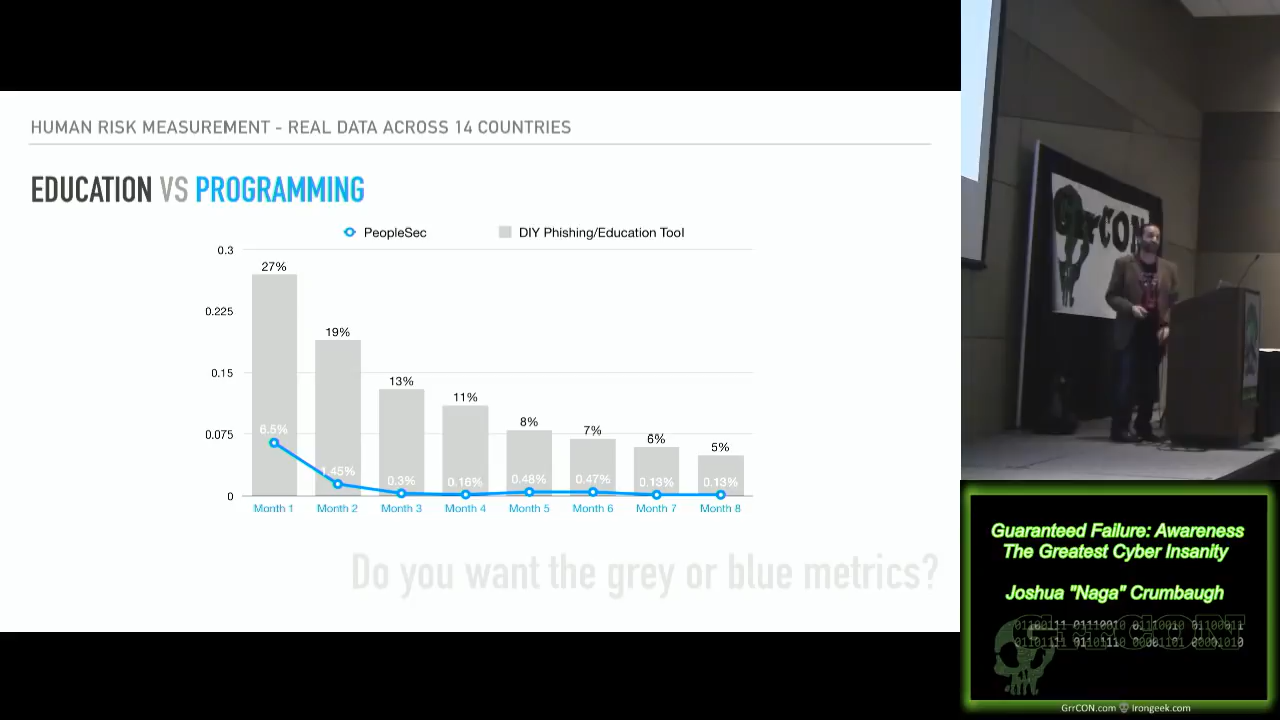 HUMAN RISK MEASUREMENT - REAL DATA ACROSS 14 COUNTRIES
EDUCATION VS PROGRAMMING
PeopleSec
DIY Phishing/Education Tool
0.3
0.225
0.15
0.075
0
27%
19%
13%
11%
8%
7%
6%
5%
6.5%
1.45%
0.3%
0.16%
0.48%
0.47%
0.13%
0.13%
Month 1
Month 2
Month 3
Month 4
Month 5
Month 6
Month 7
Month 8
Do you want the grey or blue metrics?
GrrCON
Guaranteed Failure: Awareness
The Greatest Cyber Insanity
Joshua "Naga" Crumbaugh
GrrCON
GrrCON.com Irongeek.com